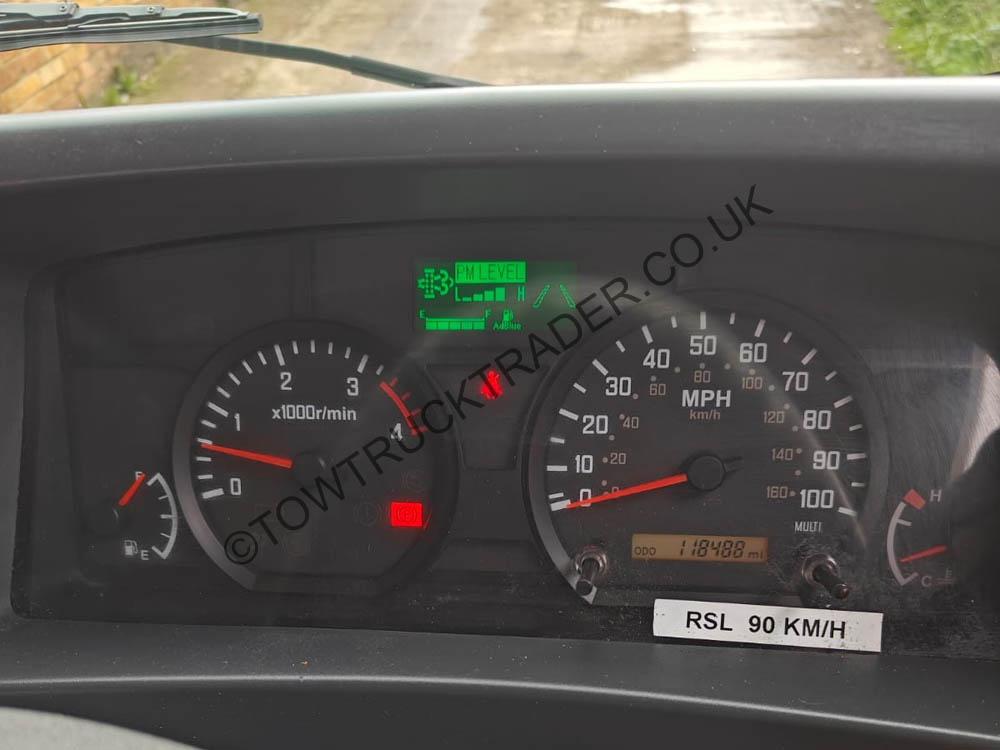 PM LEVEL
L H
E F
AdBlue
x1000r/min
0
1
2
3
4
MPH
km/h
0
10
20
30
40
50
60
70
80
90
100
0
20
40
60
80
100
120
140
160
MULTI
ODO 118488 mi
F
E
H
C
RSL 90 KM/H
©TOWTRUCKTRADER.CO.UK